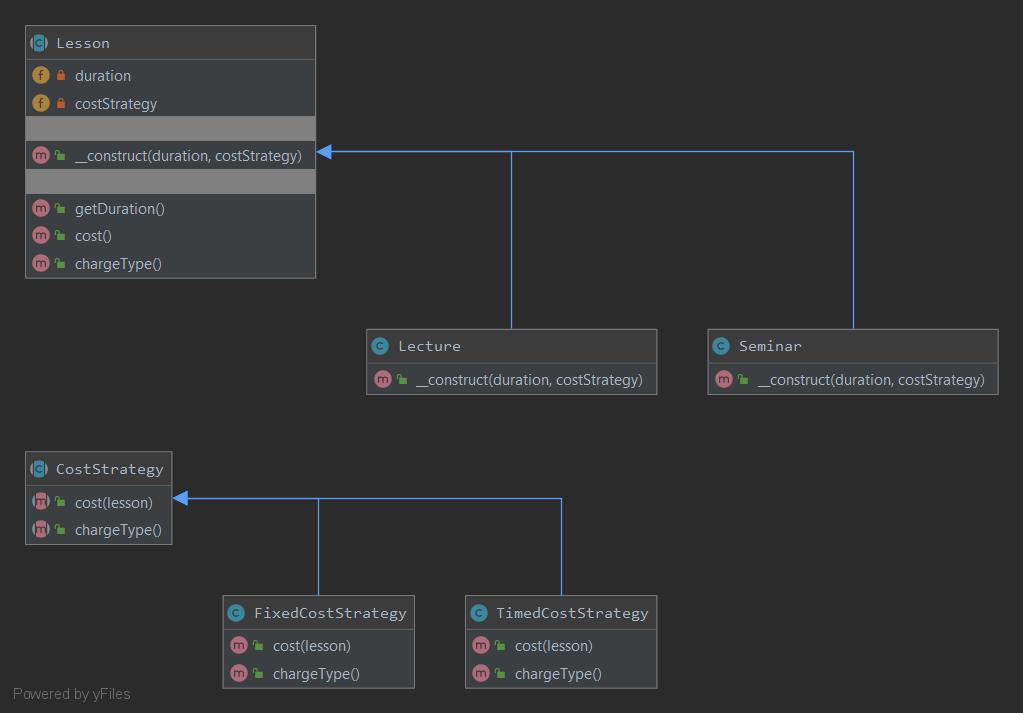 Lesson
duration
costStrategy
__construct(duration, costStrategy)
getDuration()
cost()
chargeType()
Lecture
__construct(duration, costStrategy)
Seminar
__construct(duration, costStrategy)
CostStrategy
cost(lesson)
chargeType()
FixedCostStrategy
cost(lesson)
chargeType()
TimedCostStrategy
cost(lesson)
chargeType()
Powered by yFiles